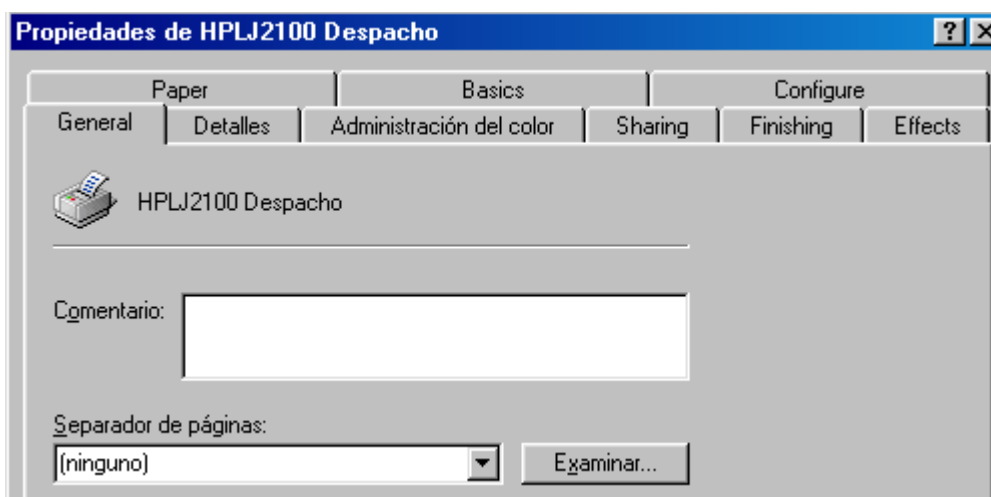 Propiedades de HPLJ2100 Despacho
Paper Basics Configure
General Detalles Administración del color Sharing Finishing Effects
HPLJ2100 Despacho
Comentario:
Separador de páginas:
(ninguno) Examinar...